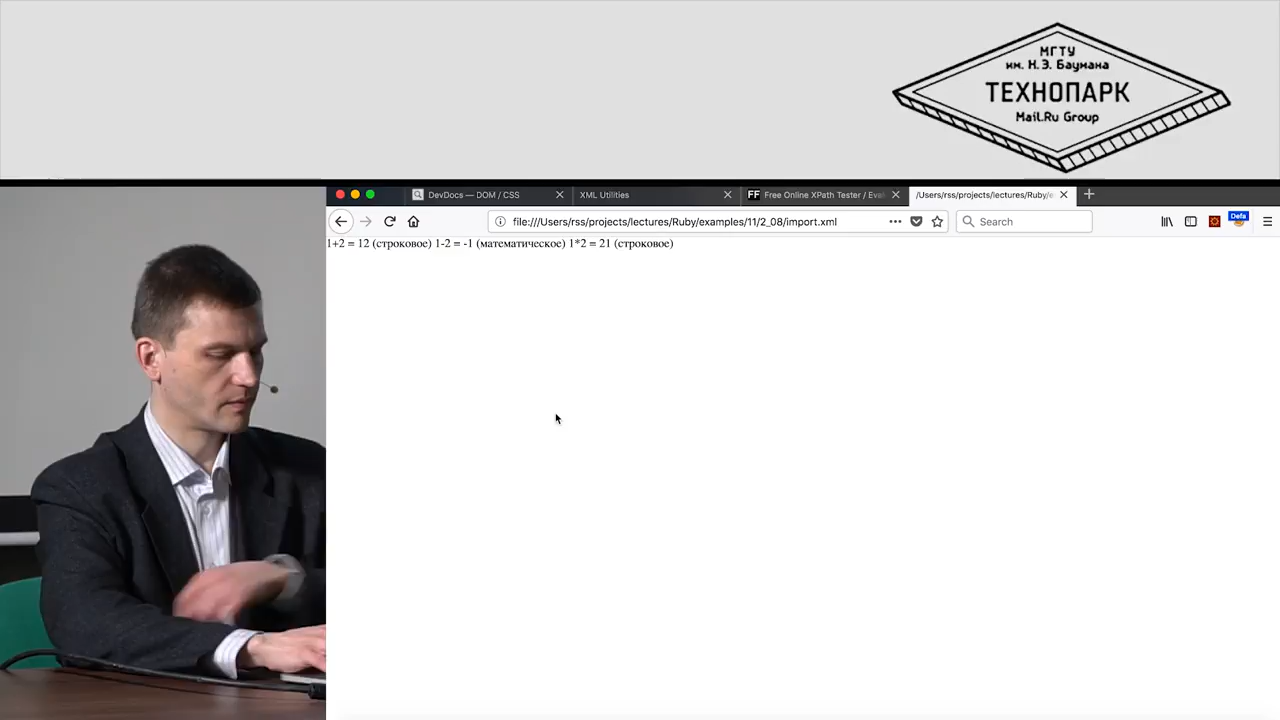 МГТУ
им. Н.Э. Баумана
ТЕХНОПАРК
Mail.Ru Group
DevDocs — DOM / CSS
XML Utilities
FF Free Online XPath Tester / Eva
/Users/rss/projects/lectures/Ruby/e
file:///Users/rss/projects/lectures/Ruby/examples/11/2_08/import.xml
Search
Defa
1+2 = 12 (строковое) 1-2 = -1 (математическое) 1*2 = 21 (строковое)